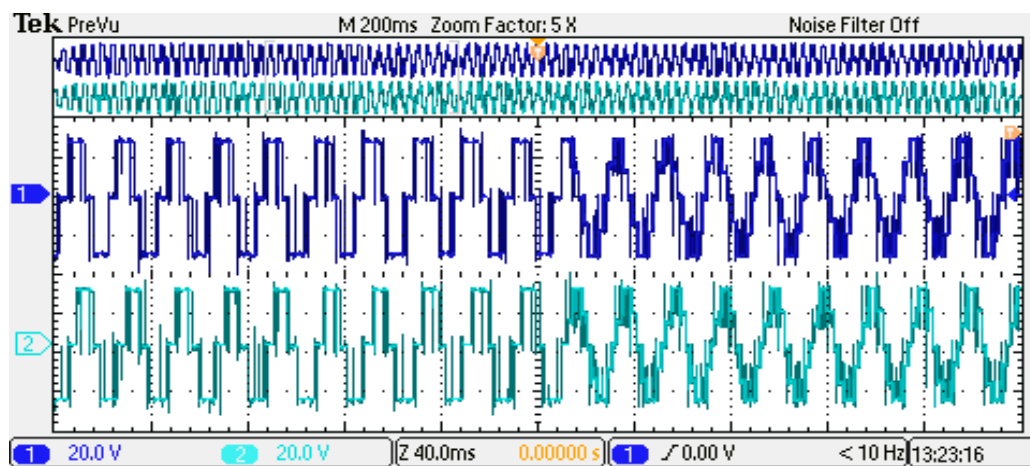 Tek PreVu M 200ms Zoom Factor: 5 X Noise Filter Off
T
T
1
2
1 20.0 V 2 20.0 V Z 40.0ms 0.00000 s 1 0.00 V < 10 Hz 13:23:16